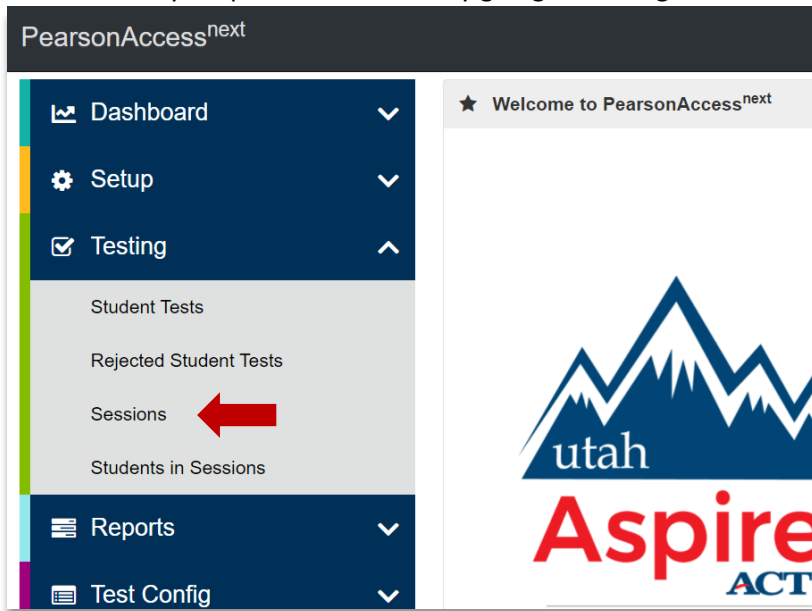 PearsonAccessnext
Dashboard
Setup
Testing
Student Tests
Rejected Student Tests
Sessions
Students in Sessions
Reports
Test Config
★ Welcome to PearsonAccessnext
utah
Aspire
ACT